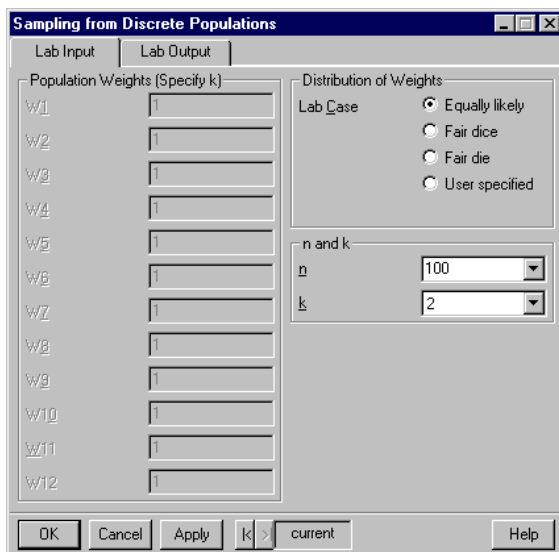 Sampling from Discrete Populations
Lab Input
Lab Output
Population Weights (Specify k)
W1 1
W2 1
W3 1
W4 1
W5 1
W6 1
W7 1
W8 1
W9 1
W10 1
W11 1
W12 1
Distribution of Weights
Lab Case
Equally likely
Fair dice
Fair die
User specified
n and k
n 100
k 2
OK
Cancel
Apply
current
Help